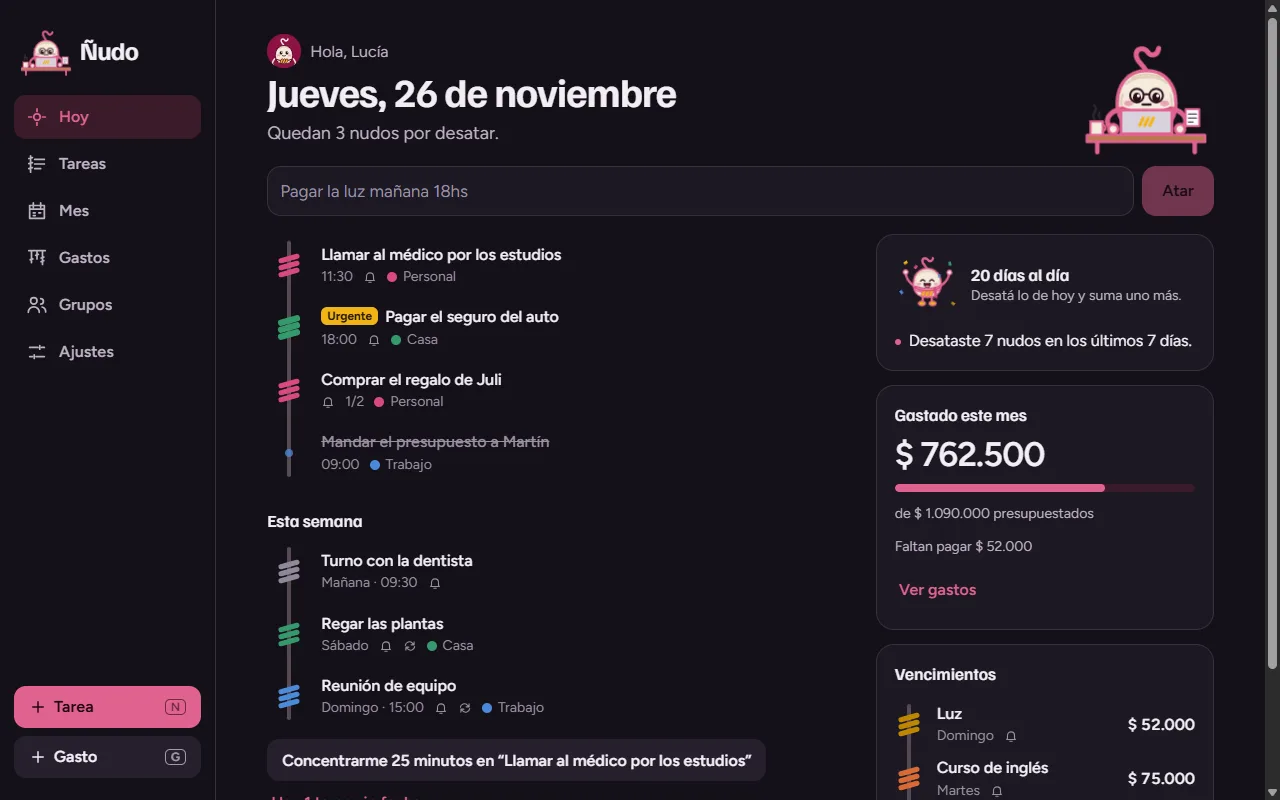 Ñudo
Hoy
Tareas
Mes
Gastos
Grupos
Ajustes
+ Tarea N
+ Gasto G
Hola, Lucía
Jueves, 26 de noviembre
Quedan 3 nudos por desatar.
Pagar la luz mañana 18hs
Atar
Llamar al médico por los estudios
11:30 Personal
Urgente Pagar el seguro del auto
18:00 Casa
Comprar el regalo de Juli
1/2 Personal
Mandar el presupuesto a Martín
09:00 Trabajo
Esta semana
Turno con la dentista
Mañana · 09:30
Regar las plantas
Sábado Casa
Reunión de equipo
Domingo · 15:00 Trabajo
Concentrarme 25 minutos en “Llamar al médico por los estudios”
20 días al día
Desatá lo de hoy y suma uno más.
Desataste 7 nudos en los últimos 7 días.
Gastado este mes
$ 762.500
de $ 1.090.000 presupuestados
Faltan pagar $ 52.000
Ver gastos
Vencimientos
Luz
Domingo
$ 52.000
Curso de inglés
Martes
$ 75.000